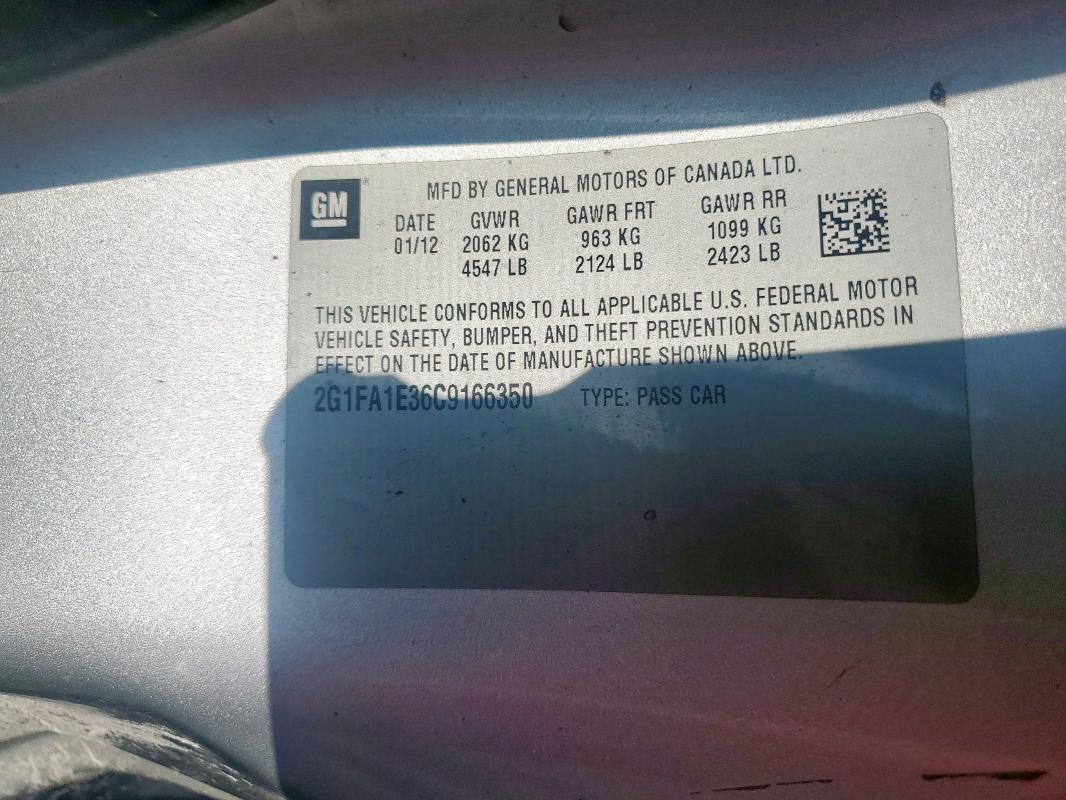 GM
MFD BY GENERAL MOTORS OF CANADA LTD.
DATE GVWR GAWR FRT GAWR RR
01/12 2062 KG 963 KG 1099 KG
4547 LB 2124 LB 2423 LB
THIS VEHICLE CONFORMS TO ALL APPLICABLE U.S. FEDERAL MOTOR
VEHICLE SAFETY, BUMPER, AND THEFT PREVENTION STANDARDS IN
EFFECT ON THE DATE OF MANUFACTURE SHOWN ABOVE.
2G1FA1E36C9166350 TYPE: PASS CAR